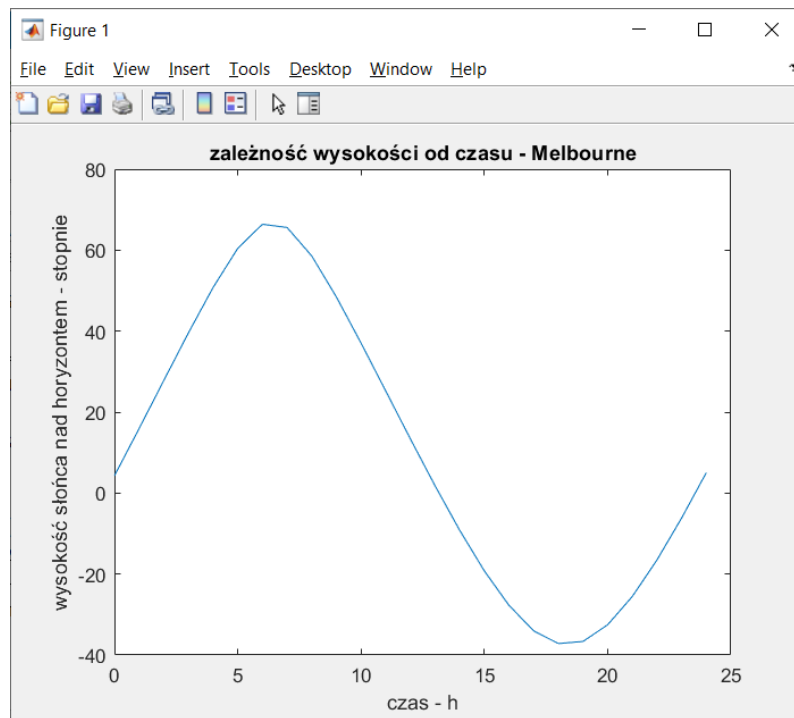 Figure 1
File Edit View Insert Tools Desktop Window Help
zależność wysokości od czasu - Melbourne
wysokość słońca nad horyzontem - stopnie
80
60
40
20
0
-20
-40
0 5 10 15 20 25
czas - h